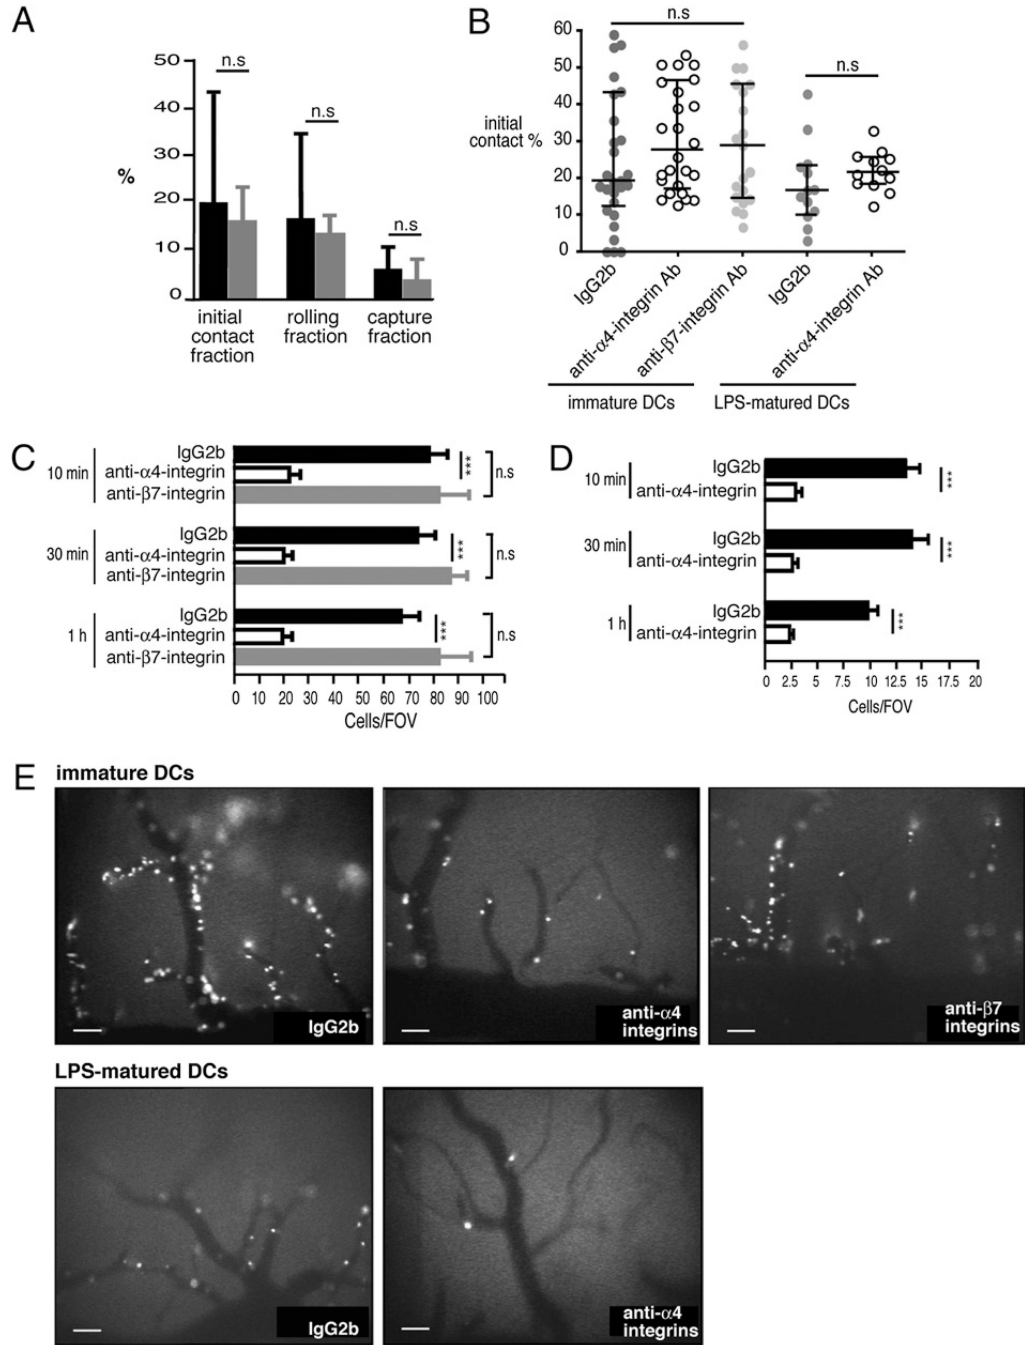 A
50
40
30
20
10
0
%
n.s
n.s
n.s
initial contact fraction
rolling fraction
capture fraction
B
60
50
40
30
20
10
0
initial contact %
n.s
n.s
IgG2b
anti-α4-integrin Ab
anti-β7-integrin Ab
IgG2b
anti-α4-integrin Ab
immature DCs
LPS-matured DCs
C
10 min
IgG2b
anti-α4-integrin
anti-β7-integrin
***
n.s
30 min
IgG2b
anti-α4-integrin
anti-β7-integrin
***
n.s
1 h
IgG2b
anti-α4-integrin
anti-β7-integrin
***
n.s
0 10 20 30 40 50 60 70 80 90 100
Cells/FOV
D
10 min
IgG2b
anti-α4-integrin
***
30 min
IgG2b
anti-α4-integrin
***
1 h
IgG2b
anti-α4-integrin
***
0 2.5 5 7.5 10 12.5 15 17.5 20
Cells/FOV
E
immature DCs
IgG2b
anti-α4
integrins
anti-β7
integrins
LPS-matured DCs
IgG2b
anti-α4
integrins